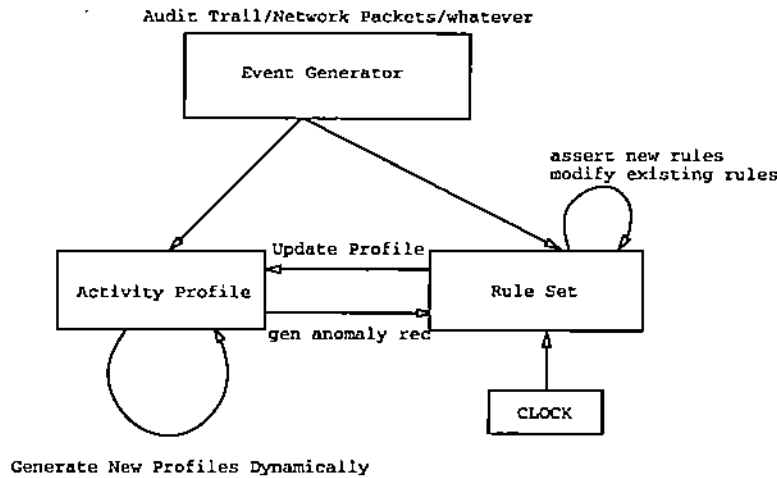 Audit Trail/Network Packets/whatever
Event Generator
assert new rules
modify existing rules
Update Profile
Activity Profile
Rule Set
gen anomaly rec
CLOCK
Generate New Profiles Dynamically